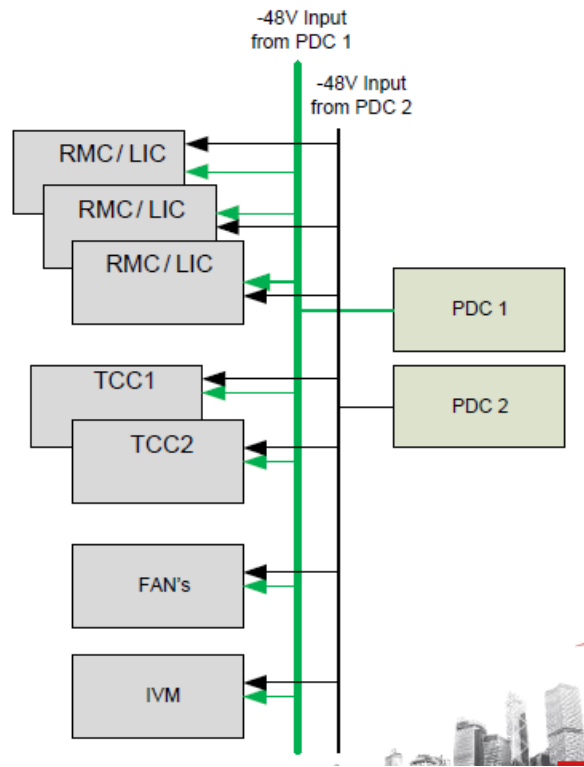 -48V Input
from PDC 1
-48V Input
from PDC 2
RMC / LIC
RMC / LIC
RMC / LIC
PDC 1
TCC1
PDC 2
TCC2
FAN's
IVM